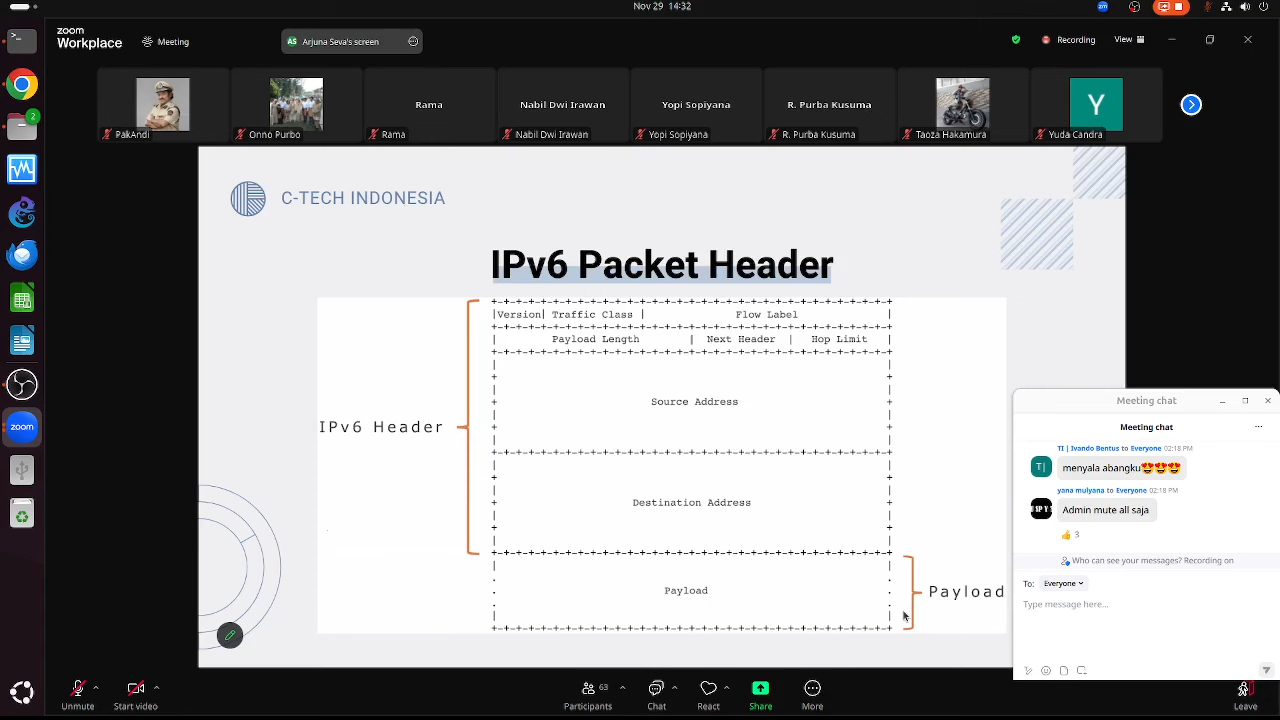 Nov 29 14:32
zoom
Workplace
Meeting
AS Arjuna Seva's screen
Recording
View
PakAndi
Onno Purbo
Rama
Rama
Nabil Dwi Irawan
Nabil Dwi Irawan
Yopi Sopiyana
Yopi Sopiyana
R. Purba Kusuma
R. Purba Kusuma
Taoza Hakamura
Y
Yuda Candra
2
C-TECH INDONESIA
IPv6 Packet Header
+-+-+-+-+-+-+-+-+-+-+-+-+-+-+-+-+-+-+-+-+-+-+-+-+-+-+-+-+-+-+-+-+
|Version| Traffic Class | Flow Label |
+-+-+-+-+-+-+-+-+-+-+-+-+-+-+-+-+-+-+-+-+-+-+-+-+-+-+-+-+-+-+-+-+
| Payload Length | Next Header | Hop Limit |
+-+-+-+-+-+-+-+-+-+-+-+-+-+-+-+-+-+-+-+-+-+-+-+-+-+-+-+-+-+-+-+-+
Source Address
IPv6 Header
+-+-+-+-+-+-+-+-+-+-+-+-+-+-+-+-+-+-+-+-+-+-+-+-+-+-+-+-+-+-+-+-+
Destination Address
+-+-+-+-+-+-+-+-+-+-+-+-+-+-+-+-+-+-+-+-+-+-+-+-+-+-+-+-+-+-+-+-+
Payload
Payload
+-+-+-+-+-+-+-+-+-+-+-+-+-+-+-+-+-+-+-+-+-+-+-+-+-+-+-+-+-+-+-+-+
zoom
Meeting chat
Meeting chat
TI | Ivando Bentus to Everyone 02:18 PM
T|
menyala abangku😍😍😍
yana mulyana to Everyone 02:18 PM
Admin mute all saja
👍 3
Who can see your messages? Recording on
To: Everyone
Type message here...
Unmute
Start video
63
Participants
Chat
React
Share
More
Leave